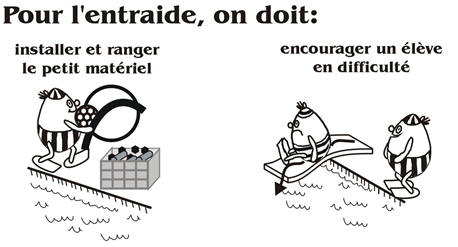 Pour l'entraide, on doit:
installer et ranger
le petit matériel
encourager un élève
en difficulté